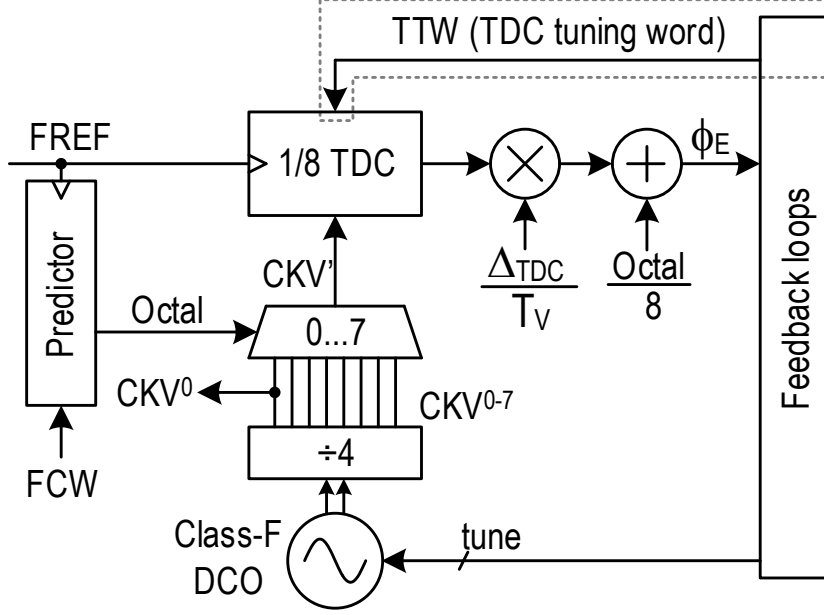 TTW (TDC tuning word)
FREF
1/8 TDC
×
+
ϕE
Predictor
CKV'
ΔTDC
TV
Octal
8
Octal
0...7
CKV0
CKV0-7
÷4
FCW
Class-F
DCO
tune
Feedback loops